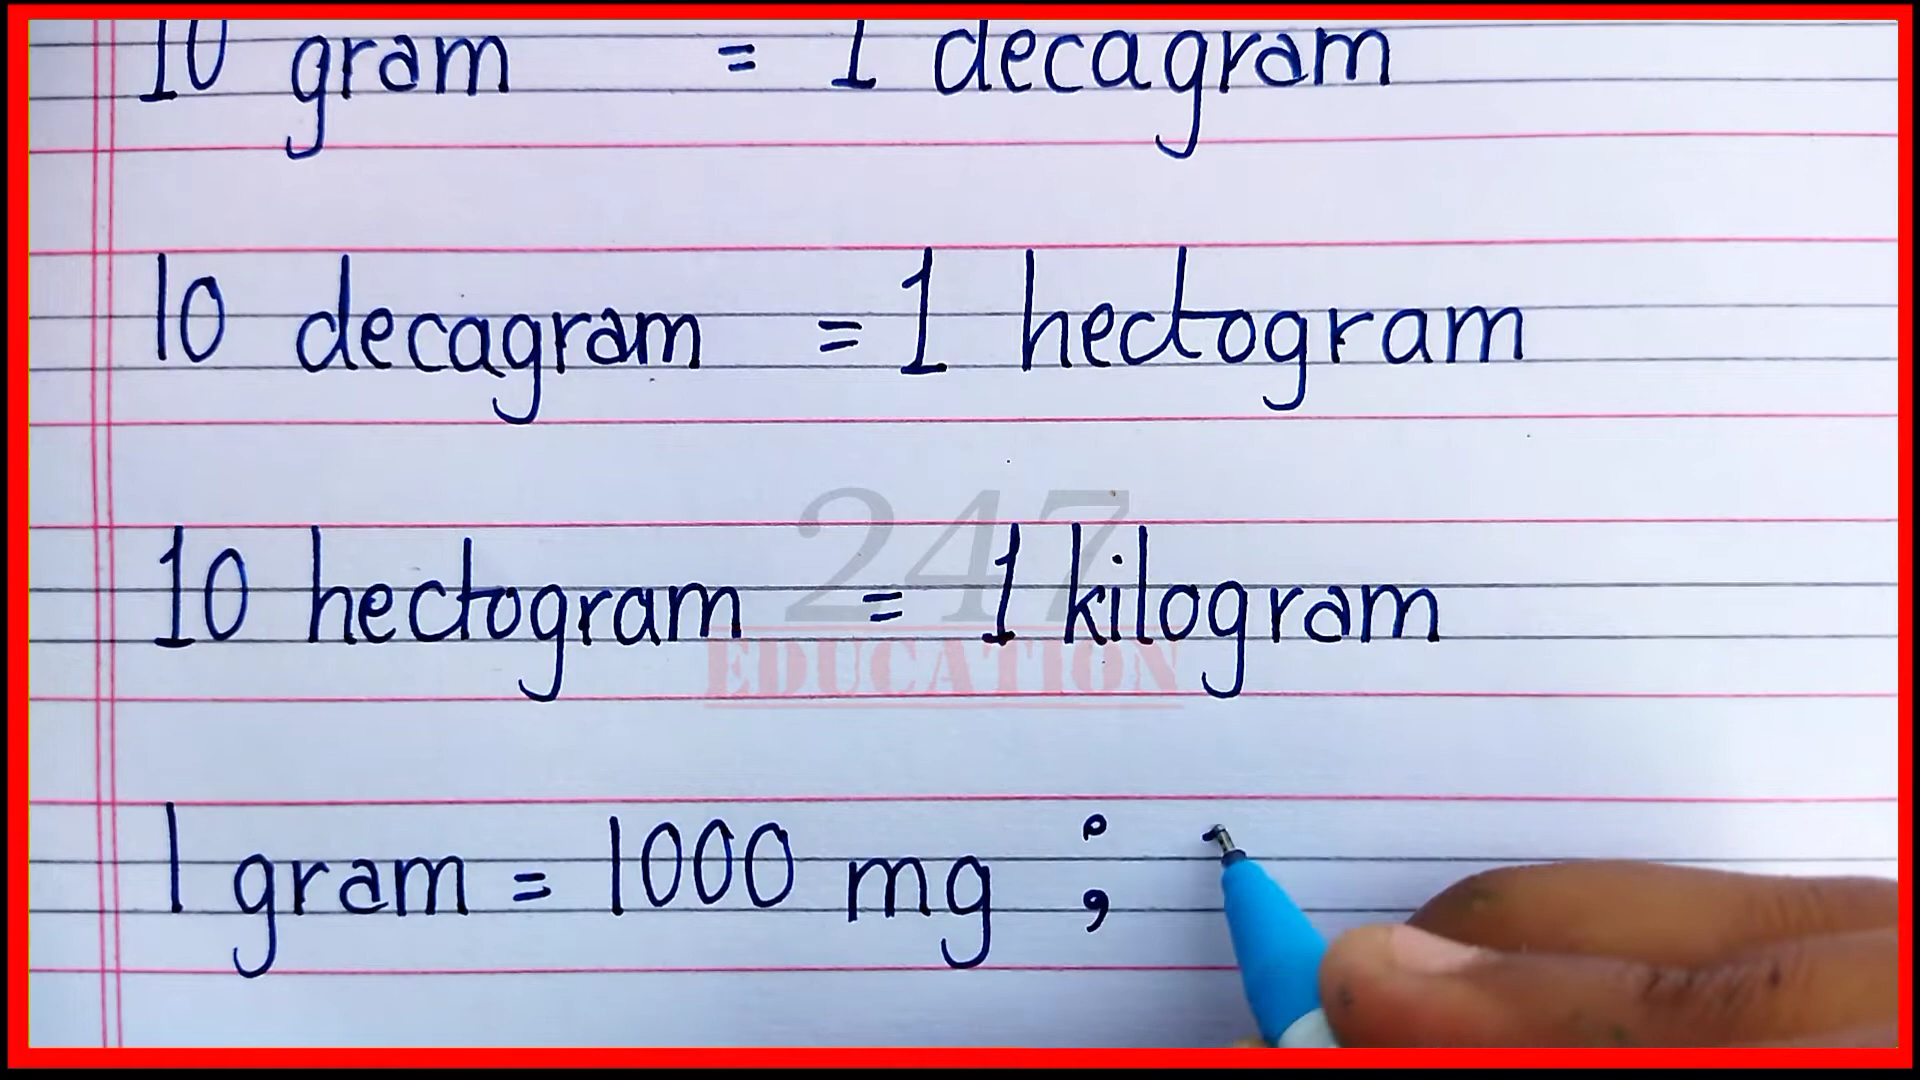 10 gram = 1 decagram
10 decagram = 1 hectogram
247
10 hectogram = 1 kilogram
EDUCATION
1 gram = 1000 mg ;